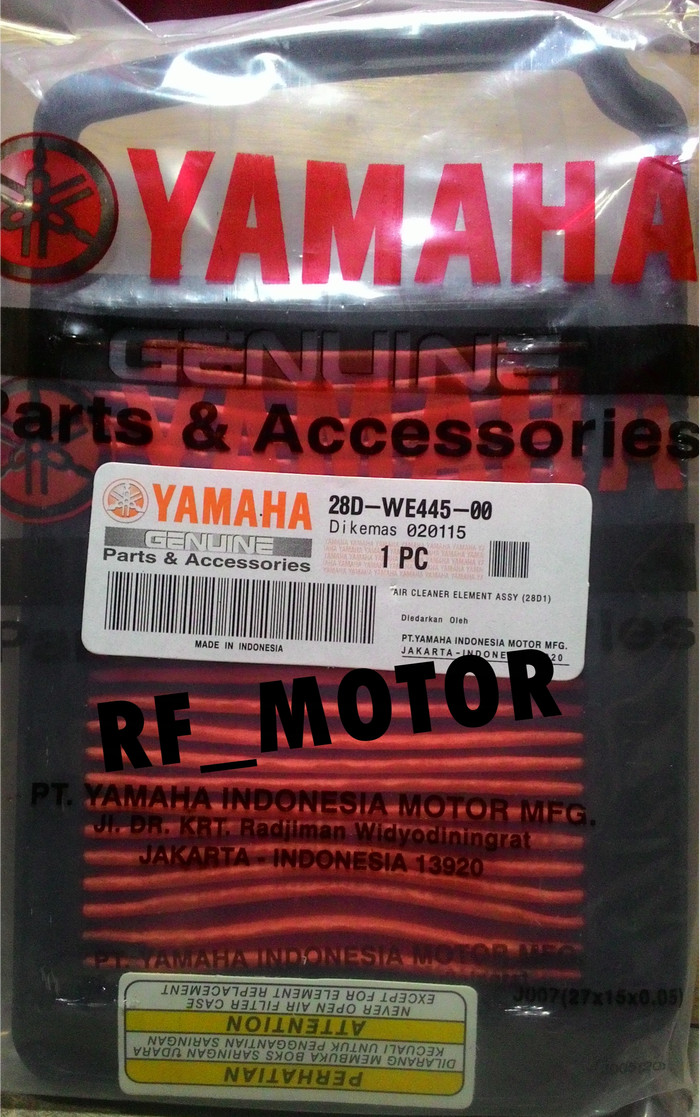 YAMAHA
GENUINE
Parts & Accessories
YAMAHA
28D-WE445-00
Dikemas 020115
GENUINE
1 PC
Parts & Accessories
AIR CLEANER ELEMENT ASSY (28D1)
Diedarkan Oleh
PT.YAMAHA INDONESIA MOTOR MFG.
MADE IN INDONESIA
RF_MOTOR
PT. YAMAHA INDONESIA MOTOR MFG.
Jl. DR. KRT. Radjiman Widyodiningrat
JAKARTA - INDONESIA 13920
PT. YAMAHA INDONESIA MOTOR MFG.
J007(27x15x0.05)
PERHATIAN
DILARANG MEMBUKA BOKS SARINGAN UDARA
KECUALI UNTUK PENGGANTIAN SARINGAN
ATTENTION
NEVER OPEN AIR FILTER CASE
EXCEPT FOR ELEMENT REPLACEMENT